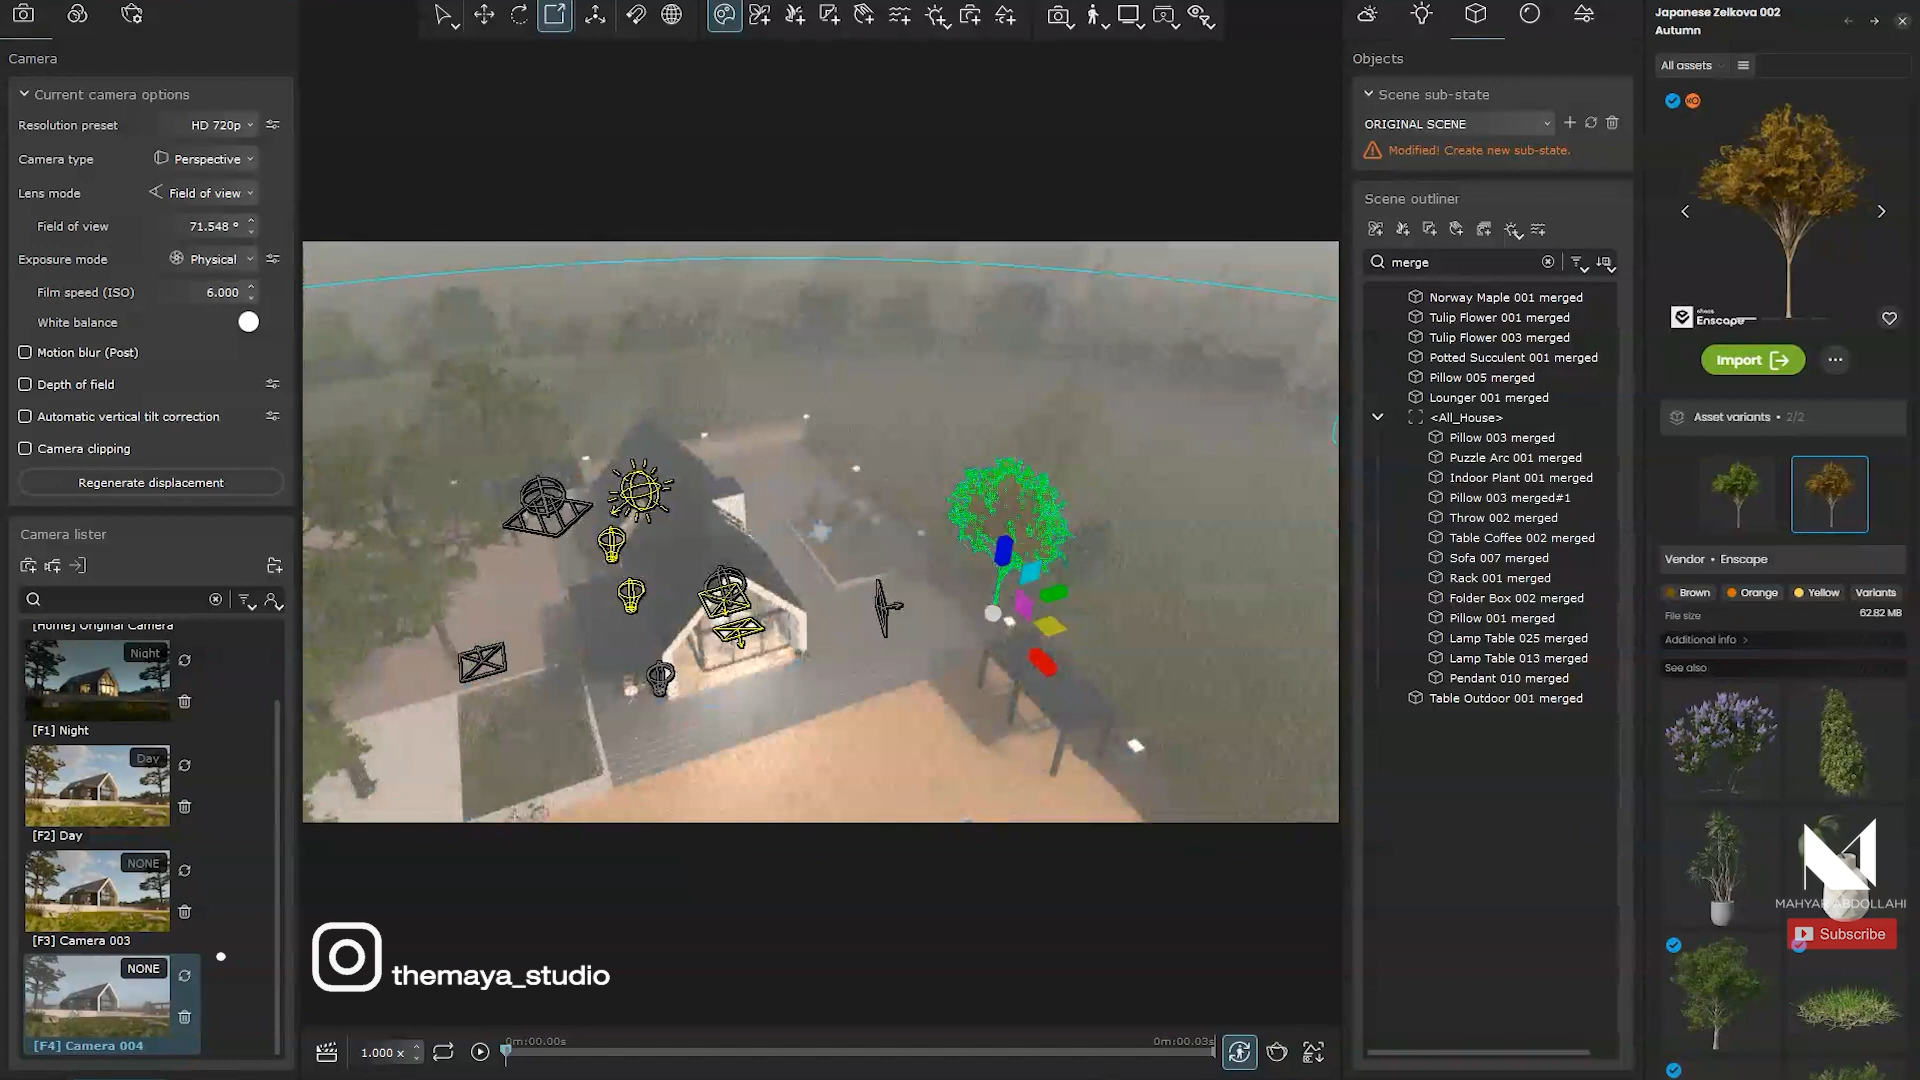 Camera
Current camera options
Resolution preset
HD 720p
Camera type
Perspective
Lens mode
Field of view
Field of view
71.548 °
Exposure mode
Physical
Film speed (ISO)
6.000
White balance
Motion blur (Post)
Depth of field
Automatic vertical tilt correction
Camera clipping
Regenerate displacement
Camera lister
[Home] Original Camera
Night
[F1] Night
Day
[F2] Day
NONE
[F3] Camera 003
NONE
[F4] Camera 004
themaya_studio
1.000 x
0m:00.00s
0m:00.03s
Objects
Scene sub-state
ORIGINAL SCENE
Modified! Create new sub-state.
Scene outliner
merge
Norway Maple 001 merged
Tulip Flower 001 merged
Tulip Flower 003 merged
Potted Succulent 001 merged
Pillow 005 merged
Lounger 001 merged
<All_House>
Pillow 003 merged
Puzzle Arc 001 merged
Indoor Plant 001 merged
Pillow 003 merged#1
Throw 002 merged
Table Coffee 002 merged
Sofa 007 merged
Rack 001 merged
Folder Box 002 merged
Pillow 001 merged
Lamp Table 025 merged
Lamp Table 013 merged
Pendant 010 merged
Table Outdoor 001 merged
Japanese Zelkova 002
Autumn
All assets
chaos
Enscape
Import
Asset variants • 2/2
Vendor • Enscape
Brown
Orange
Yellow
Variants
File size
62.82 MB
Additional info >
See also
MAHYAR ABDOLLAHI
Subscribe